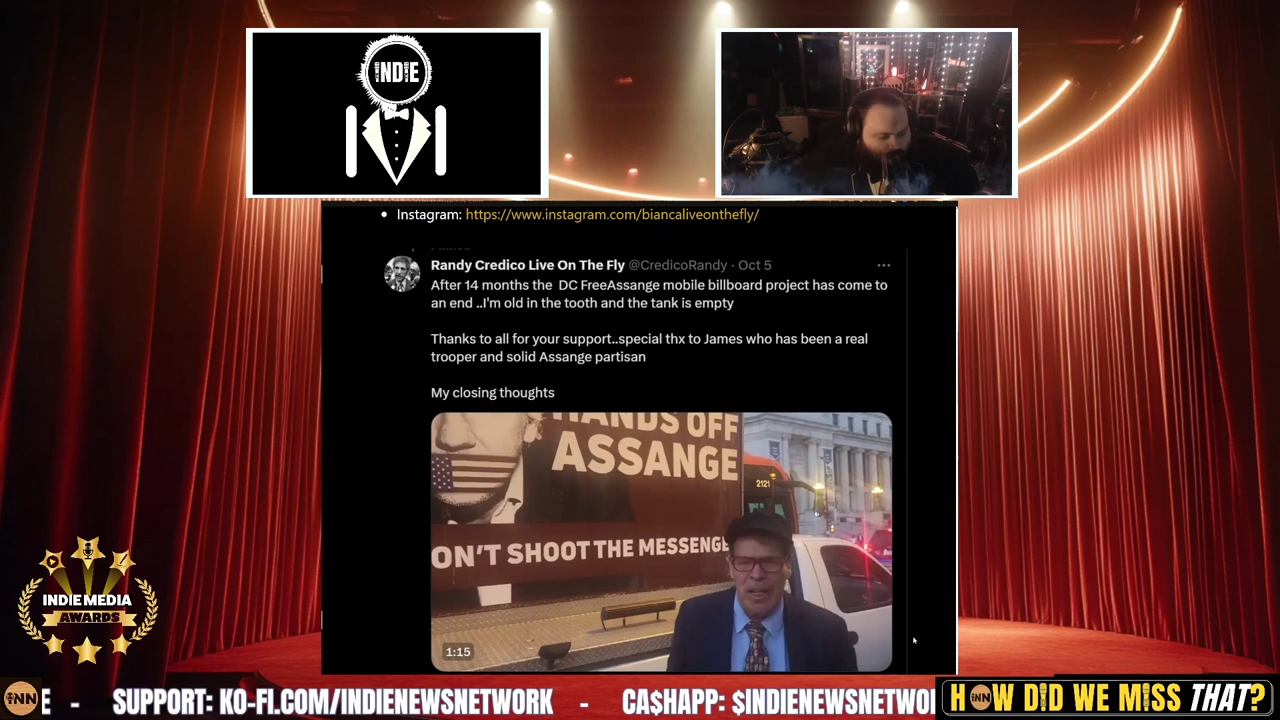 INDIE
INN
Instagram: https://www.instagram.com/biancaliveonthefly/
Randy Credico Live On The Fly @CredicoRandy · Oct 5
After 14 months the DC FreeAssange mobile billboard project has come to
an end ..I'm old in the tooth and the tank is empty
Thanks to all for your support..special thx to James who has been a real
trooper and solid Assange partisan
My closing thoughts
HANDS OFF
ASSANGE
2121
ON'T SHOOT THE MESSENGE
1:15
INDIE MEDIA
AWARDS
INN
E - SUPPORT: KO-FI.COM/INDIENEWSNETWORK - CA$HAPP: $INDIENEWSNETWOR
HOW DID WE MISS THAT?